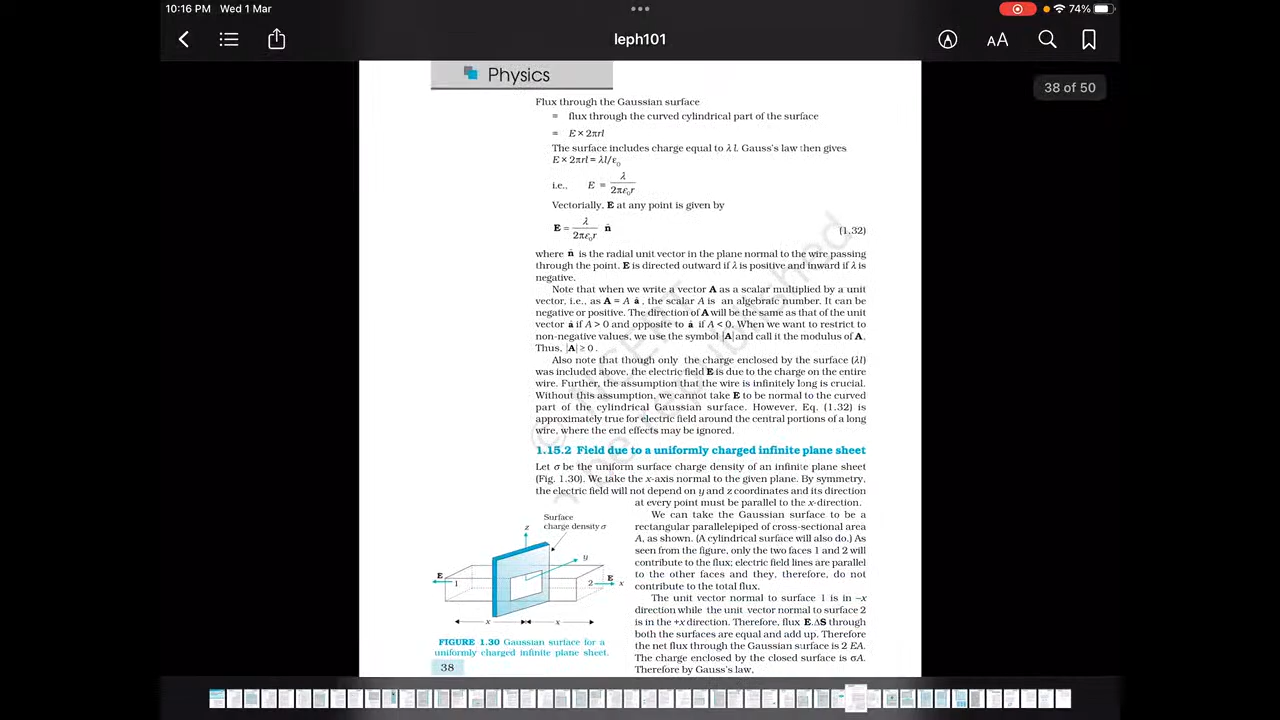 10:16 PM Wed 1 Mar
74%
leph101
AA
38 of 50
Physics
Flux through the Gaussian surface
= flux through the curved cylindrical part of the surface
= E × 2πrl
The surface includes charge equal to λ l. Gauss's law then gives
E × 2πrl = λl/ε₀
i.e., E = λ / 2πε₀r
Vectorially, E at any point is given by
E = λ / 2πε₀r n̂ (1.32)
where n̂ is the radial unit vector in the plane normal to the wire passing
through the point. E is directed outward if λ is positive and inward if λ is
negative.
Note that when we write a vector A as a scalar multiplied by a unit
vector, i.e., as A = A â, the scalar A is an algebraic number. It can be
negative or positive. The direction of A will be the same as that of the unit
vector â if A > 0 and opposite to â if A < 0. When we want to restrict to
non-negative values, we use the symbol |A| and call it the modulus of A.
Thus, |A| ≥ 0 .
Also note that though only the charge enclosed by the surface (λl)
was included above, the electric field E is due to the charge on the entire
wire. Further, the assumption that the wire is infinitely long is crucial.
Without this assumption, we cannot take E to be normal to the curved
part of the cylindrical Gaussian surface. However, Eq. (1.32) is
approximately true for electric field around the central portions of a long
wire, where the end effects may be ignored.
1.15.2 Field due to a uniformly charged infinite plane sheet
Let σ be the uniform surface charge density of an infinite plane sheet
(Fig. 1.30). We take the x-axis normal to the given plane. By symmetry,
the electric field will not depend on y and z coordinates and its direction
at every point must be parallel to the x-direction.
We can take the Gaussian surface to be a
rectangular parallelepiped of cross-sectional area
A, as shown. (A cylindrical surface will also do.) As
seen from the figure, only the two faces 1 and 2 will
contribute to the flux; electric field lines are parallel
to the other faces and they, therefore, do not
contribute to the total flux.
The unit vector normal to surface 1 is in –x
direction while the unit vector normal to surface 2
is in the +x direction. Therefore, flux E.ΔS through
both the surfaces are equal and add up. Therefore
the net flux through the Gaussian surface is 2 EA.
The charge enclosed by the closed surface is σA.
Therefore by Gauss's law,
Surface
charge density σ
z
y
E
1
2
E
x
x
x
FIGURE 1.30 Gaussian surface for a
uniformly charged infinite plane sheet.
38